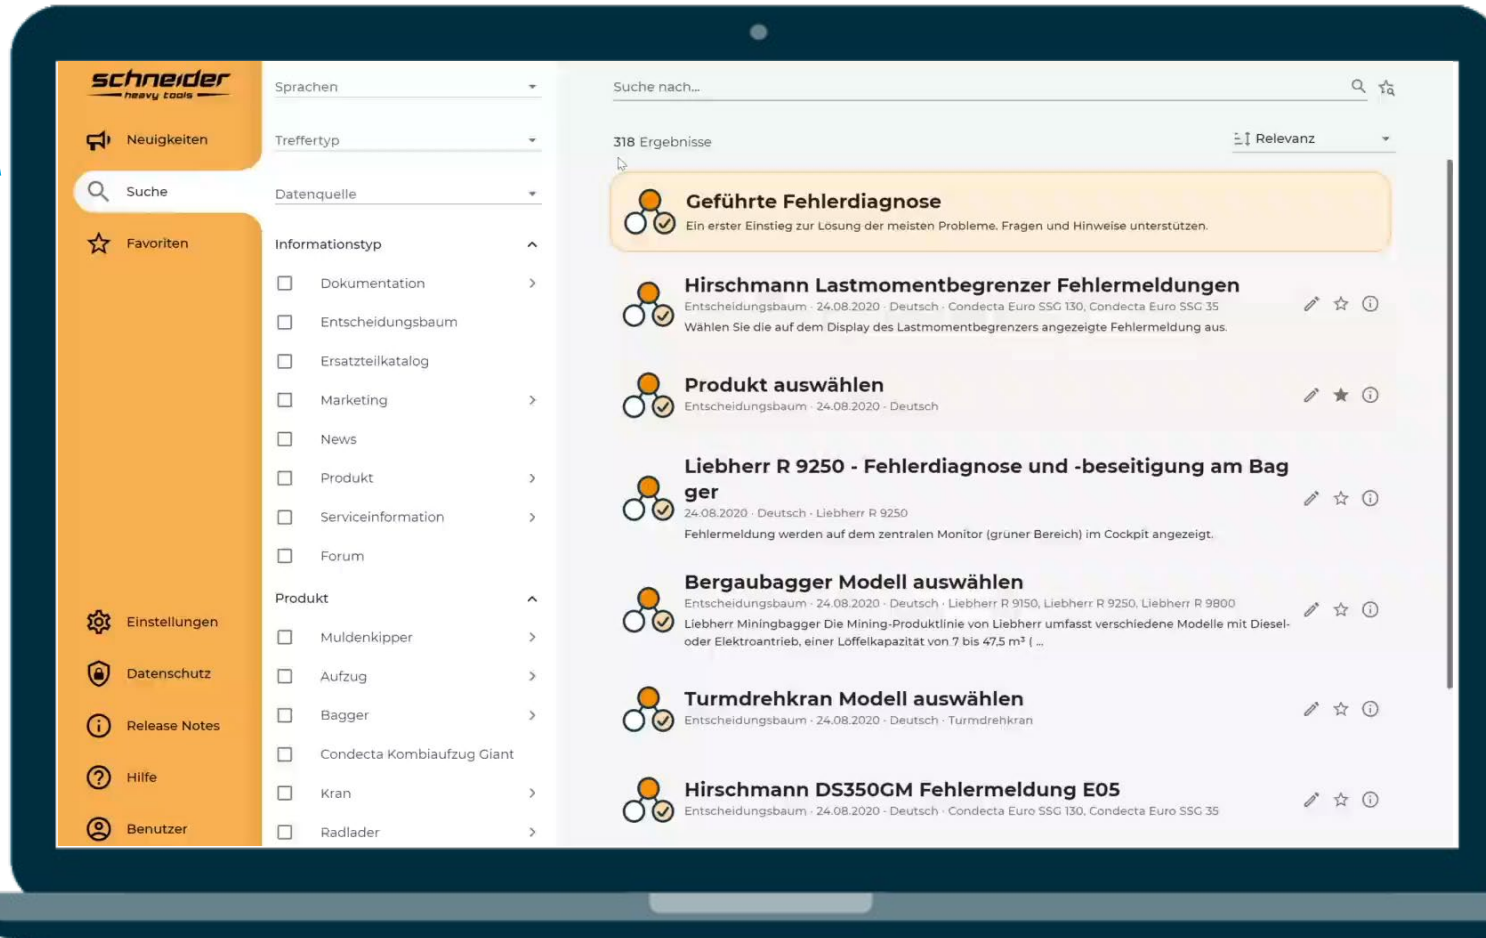 schneider
heavy tools
Neuigkeiten
Suche
Favoriten
Einstellungen
Datenschutz
Release Notes
Hilfe
Benutzer
Sprachen
Treffertyp
Datenquelle
Informationstyp
Dokumentation
Entscheidungsbaum
Ersatzteilkatalog
Marketing
News
Produkt
Serviceinformation
Forum
Produkt
Muldenkipper
Aufzug
Bagger
Condecta Kombiaufzug Giant
Kran
Radlader
Suche nach...
318 Ergebnisse
Relevanz
Geführte Fehlerdiagnose
Ein erster Einstieg zur Lösung der meisten Probleme. Fragen und Hinweise unterstützen.
Hirschmann Lastmomentbegrenzer Fehlermeldungen
Entscheidungsbaum · 24.08.2020 · Deutsch · Condecta Euro SSG 130, Condecta Euro SSG 35
Wählen Sie die auf dem Display des Lastmomentbegrenzers angezeigte Fehlermeldung aus.
Produkt auswählen
Entscheidungsbaum · 24.08.2020 · Deutsch
Liebherr R 9250 - Fehlerdiagnose und -beseitigung am Bag
ger
24.08.2020 · Deutsch · Liebherr R 9250
Fehlermeldung werden auf dem zentralen Monitor (grüner Bereich) im Cockpit angezeigt.
Bergaubagger Modell auswählen
Entscheidungsbaum · 24.08.2020 · Deutsch · Liebherr R 9150, Liebherr R 9250, Liebherr R 9800
Liebherr Miningbagger Die Mining-Produktlinie von Liebherr umfasst verschiedene Modelle mit Diesel-
oder Elektroantrieb, einer Löffelkapazität von 7 bis 47,5 m³ ( ...
Turmdrehkran Modell auswählen
Entscheidungsbaum · 24.08.2020 · Deutsch · Turmdrehkran
Hirschmann DS350GM Fehlermeldung E05
Entscheidungsbaum · 24.08.2020 · Deutsch · Condecta Euro SSG 130, Condecta Euro SSG 35